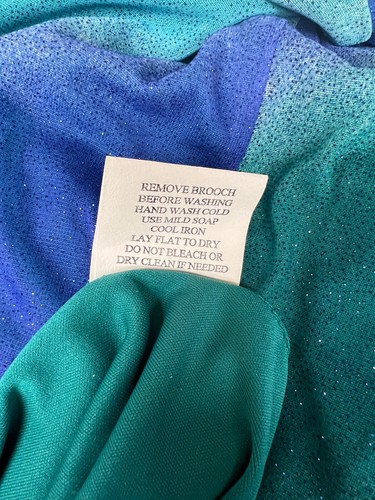 REMOVE BROOCH
BEFORE WASHING
HAND WASH COLD
USE MILD SOAP
COOL IRON
LAY FLAT TO DRY
DO NOT BLEACH OR
DRY CLEAN IF NEEDED